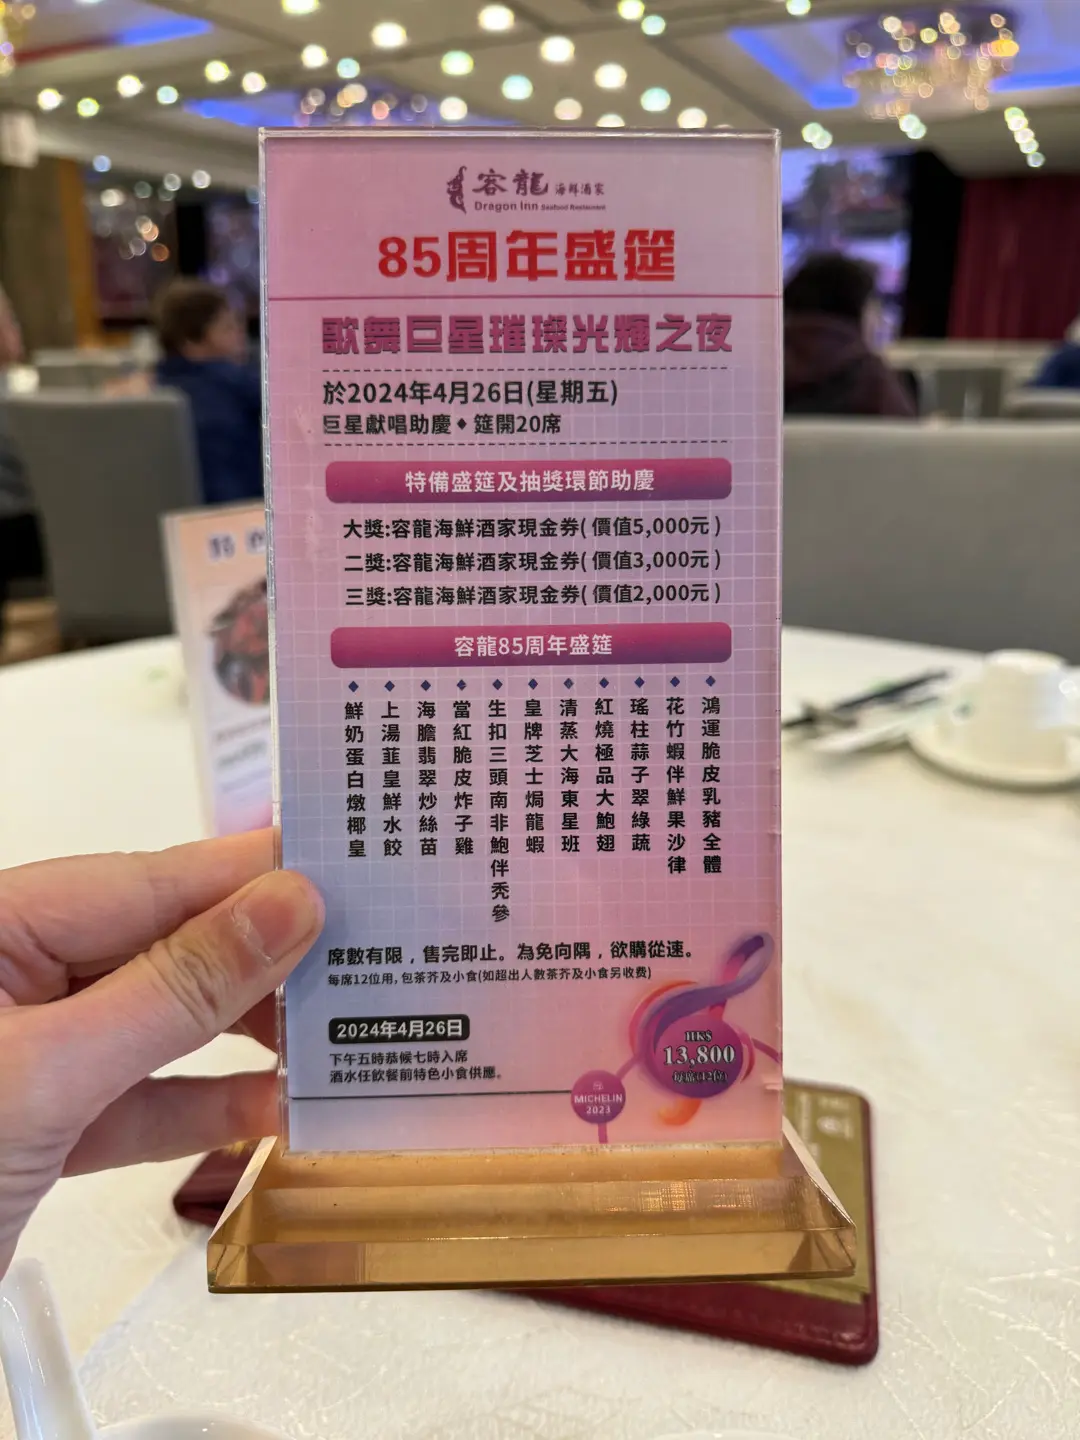 容龍 海鮮酒家
Dragon Inn Seafood Restaurant
85周年盛筵
歌舞巨星璀璨光輝之夜
於2024年4月26日(星期五)
巨星獻唱助慶◆筵開20席
特備盛筵及抽獎環節助慶
大獎:容龍海鮮酒家現金券(價值5,000元)
二獎:容龍海鮮酒家現金券(價值3,000元)
三獎:容龍海鮮酒家現金券(價值2,000元)
容龍85周年盛筵
鴻運脆皮乳豬全體
花竹蝦伴鮮果沙律
瑤柱蒜子翠綠蔬
紅燒極品大鮑翅
清蒸大海東星班
皇牌芝士焗龍蝦
生扣三頭南非鮑伴禿參
當紅脆皮炸子雞
海膽翡翠炒絲苗
上湯韮皇鮮水餃
鮮奶蛋白燉椰皇
席數有限，售完即止。為免向隅，欲購從速。
每席12位用,包茶芥及小食(如超出人數茶芥及小食另收費)
2024年4月26日
下午五時恭候七時入席
酒水任飲餐前特色小食供應。
HK$
13,800
每席(12位)
MICHELIN
2023